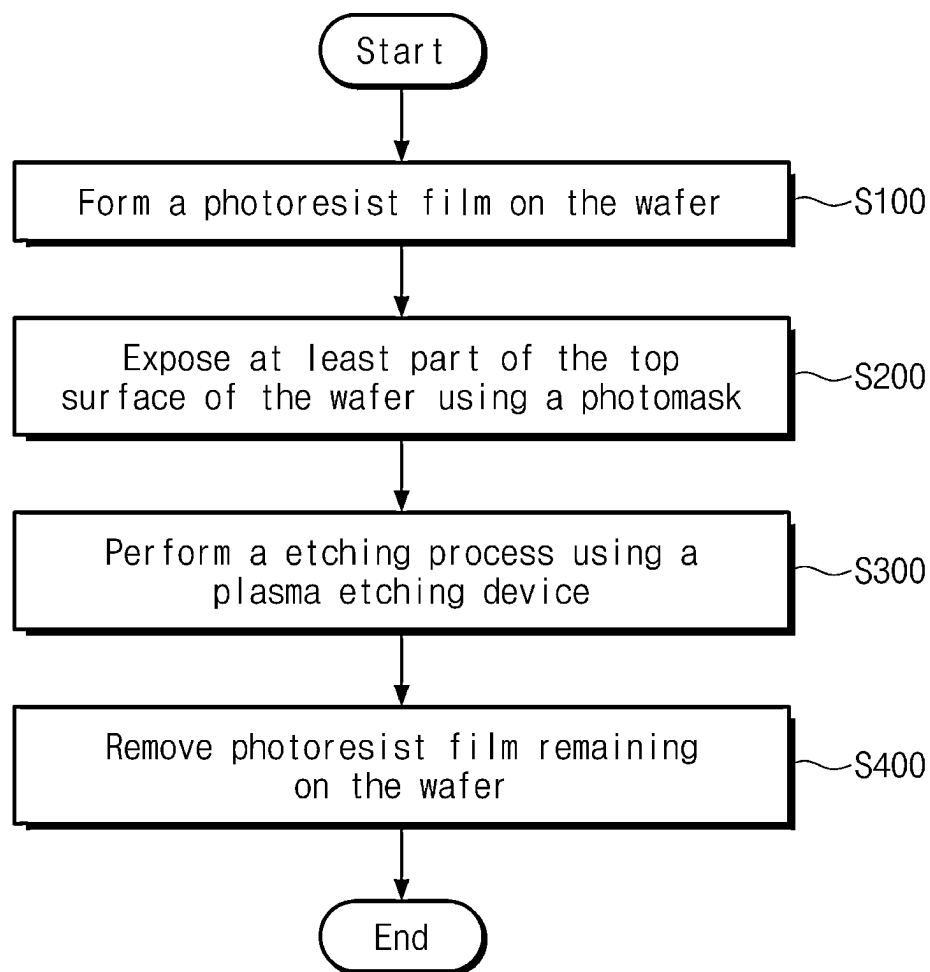 Start
Form a photoresist film on the wafer
S100
Expose at least part of the top
surface of the wafer using a photomask
S200
Perform a etching process using a
plasma etching device
S300
Remove photoresist film remaining
on the wafer
S400
End